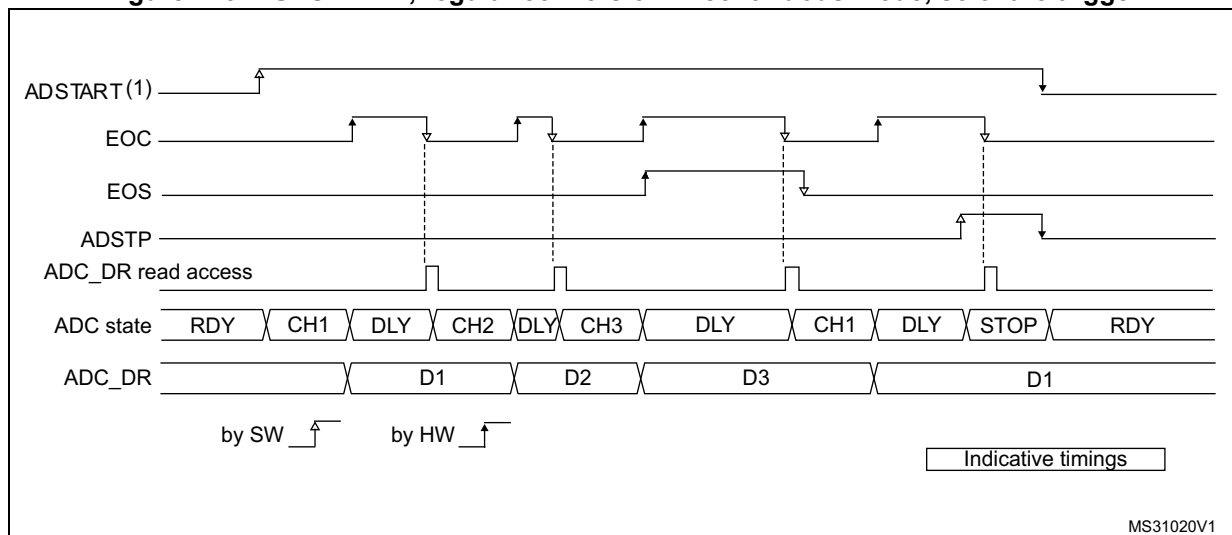 ADSTART (1)
EOC
EOS
ADSTP
ADC_DR read access
ADC state RDY CH1 DLY CH2 DLY CH3 DLY CH1 DLY STOP RDY
ADC_DR D1 D2 D3 D1
by SW by HW
Indicative timings
MS31020V1